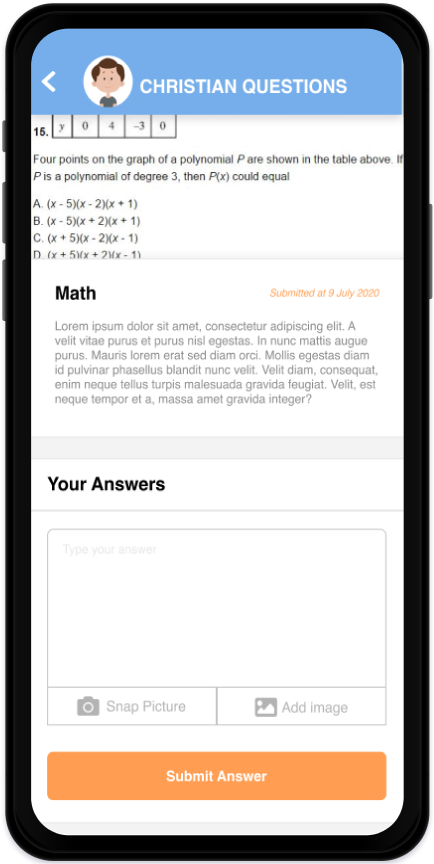 CHRISTIAN QUESTIONS
15. y 0 4 –3 0
Four points on the graph of a polynomial P are shown in the table above. If
P is a polynomial of degree 3, then P(x) could equal
A. (x - 5)(x - 2)(x + 1)
B. (x - 5)(x + 2)(x + 1)
C. (x + 5)(x - 2)(x - 1)
D. (x + 5)(x + 2)(x - 1)
Math
Submitted at 9 July 2020
Lorem ipsum dolor sit amet, consectetur adipiscing elit. A
velit vitae purus et purus nisl egestas. In nunc mattis augue
purus. Mauris lorem erat sed diam orci. Mollis egestas diam
id pulvinar phasellus blandit nunc velit. Velit diam, consequat,
enim neque tellus turpis malesuada gravida feugiat. Velit, est
neque tempor et a, massa amet gravida integer?
Your Answers
Type your answer
Snap Picture
Add image
Submit Answer